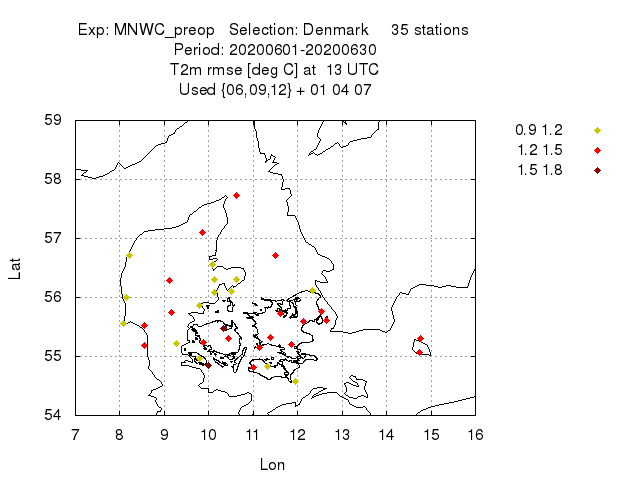 Exp: MNWC_preop   Selection: Denmark     35 stations
Period: 20200601-20200630
T2m rmse [deg C] at  13 UTC
Used {06,09,12} + 01 04 07
0.9 1.2
1.2 1.5
1.5 1.8
59
58
57
56
55
54
Lat
7 8 9 10 11 12 13 14 15 16
Lon